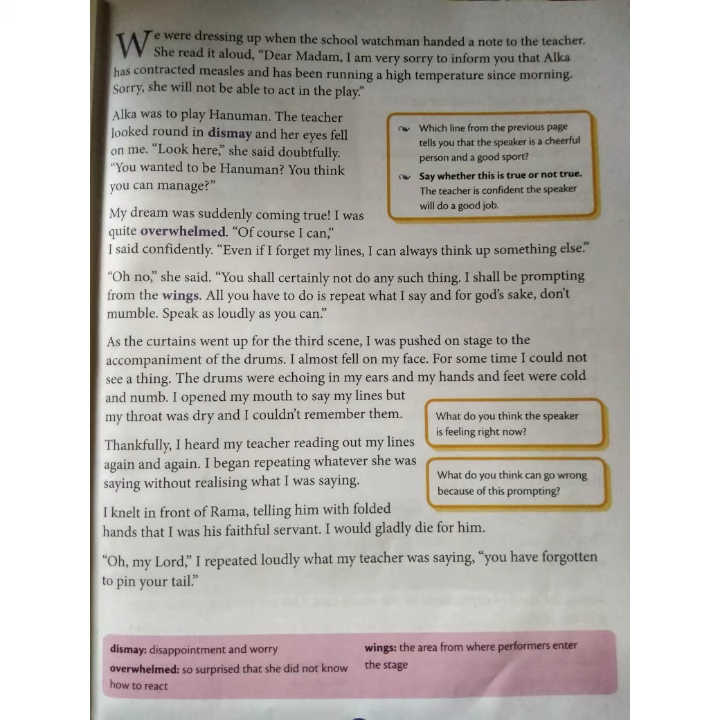 We were dressing up when the school watchman handed a note to the teacher.
She read it aloud, “Dear Madam, I am very sorry to inform you that Alka
has contracted measles and has been running a high temperature since morning.
Sorry, she will not be able to act in the play.”
Alka was to play Hanuman. The teacher
looked round in dismay and her eyes fell
on me. “Look here,” she said doubtfully.
“You wanted to be Hanuman? You think
you can manage?”
Which line from the previous page
tells you that the speaker is a cheerful
person and a good sport?
Say whether this is true or not true.
The teacher is confident the speaker
will do a good job.
My dream was suddenly coming true! I was
quite overwhelmed. “Of course I can,”
I said confidently. “Even if I forget my lines, I can always think up something else.”
“Oh no,” she said. “You shall certainly not do any such thing. I shall be prompting
from the wings. All you have to do is repeat what I say and for god’s sake, don’t
mumble. Speak as loudly as you can.”
As the curtains went up for the third scene, I was pushed on stage to the
accompaniment of the drums. I almost fell on my face. For some time I could not
see a thing. The drums were echoing in my ears and my hands and feet were cold
and numb. I opened my mouth to say my lines but
my throat was dry and I couldn’t remember them.
What do you think the speaker
is feeling right now?
Thankfully, I heard my teacher reading out my lines
again and again. I began repeating whatever she was
saying without realising what I was saying.
What do you think can go wrong
because of this prompting?
I knelt in front of Rama, telling him with folded
hands that I was his faithful servant. I would gladly die for him.
“Oh, my Lord,” I repeated loudly what my teacher was saying, “you have forgotten
to pin your tail.”
dismay: disappointment and worry
overwhelmed: so surprised that she did not know
how to react
wings: the area from where performers enter
the stage